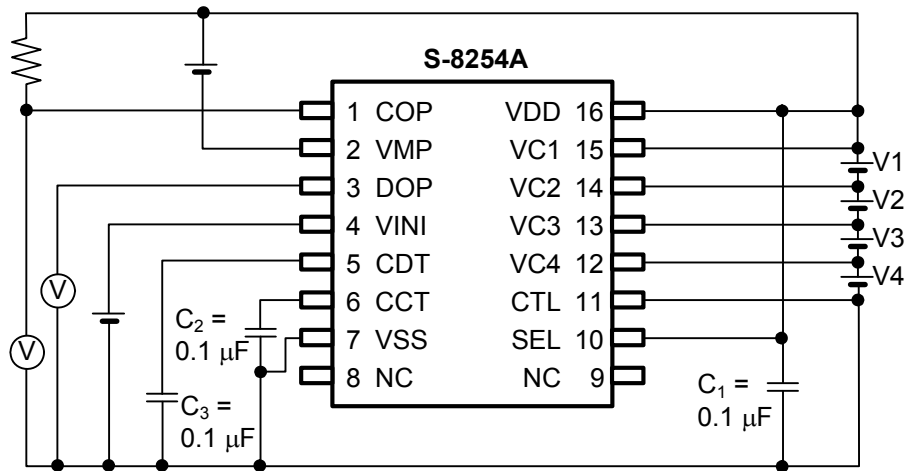 S-8254A
1 COP
VDD 16
2 VMP
VC1 15
3 DOP
VC2 14
4 VINI
VC3 13
5 CDT
VC4 12
6 CCT
CTL 11
7 VSS
SEL 10
8 NC
NC 9
V1
V2
V3
V4
V
V
C₂ =
0.1 μF
C₃ =
0.1 μF
C₁ =
0.1 μF